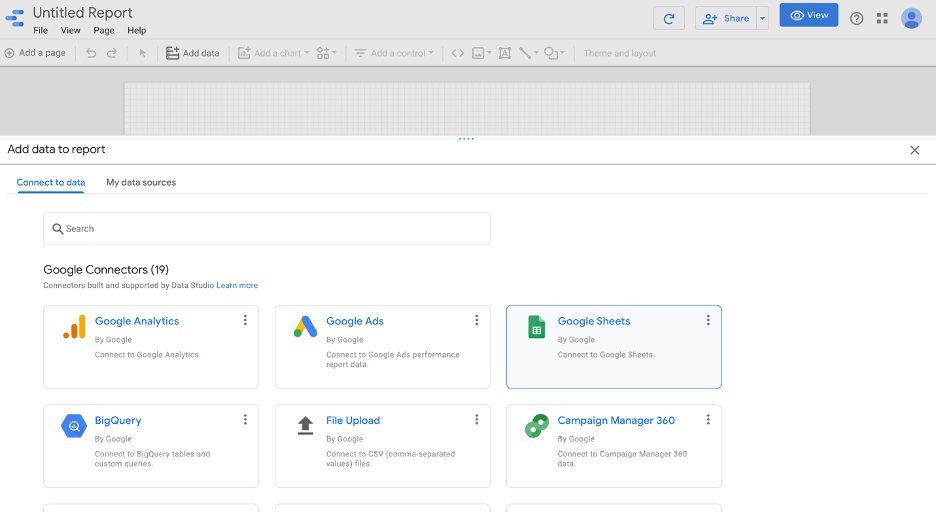 Untitled Report
File View Page Help
Share
View
Add a page
Add data
Add a chart
Add a control
Theme and layout
Add data to report
Connect to data
My data sources
Search
Google Connectors (19)
Connectors built and supported by Data Studio Learn more
Google Analytics
By Google
Connect to Google Analytics.
Google Ads
By Google
Connect to Google Ads performance
report data.
Google Sheets
By Google
Connect to Google Sheets.
BigQuery
By Google
Connect to BigQuery tables and
custom queries.
File Upload
By Google
Connect to CSV (comma-separated
values) files.
Campaign Manager 360
By Google
Connect to Campaign Manager 360
data.